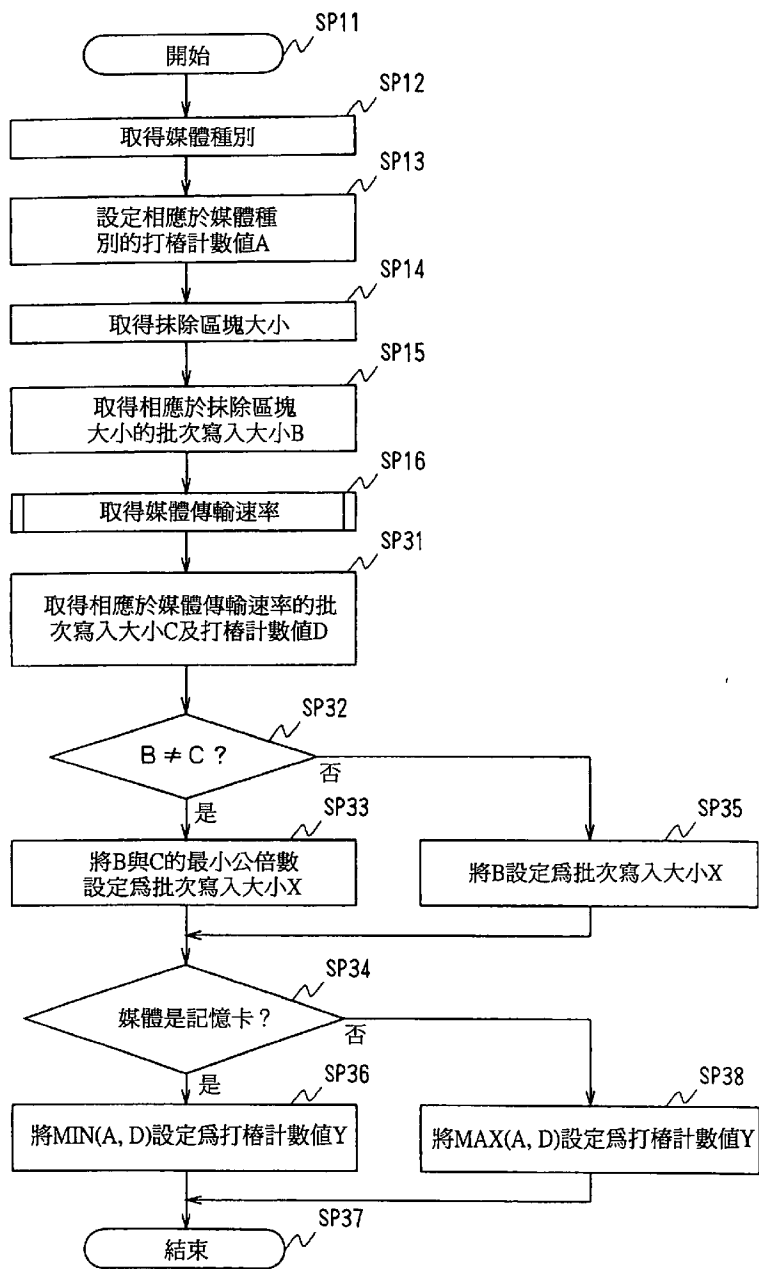 SP11
開始
SP12
取得媒體種別
SP13
設定相應於媒體種
別的打樁計數值A
SP14
取得抹除區塊大小
SP15
取得相應於抹除區塊
大小的批次寫入大小B
SP16
取得媒體傳輸速率
SP31
取得相應於媒體傳輸速率的批
次寫入大小C及打樁計數值D
SP32
B≠C?
否
是
SP33
將B與C的最小公倍數
設定爲批次寫入大小X
SP35
將B設定爲批次寫入大小X
SP34
媒體是記憶卡?
否
是
SP36
將MIN(A, D)設定爲打樁計數值Y
SP38
將MAX(A, D)設定爲打樁計數值Y
SP37
結束